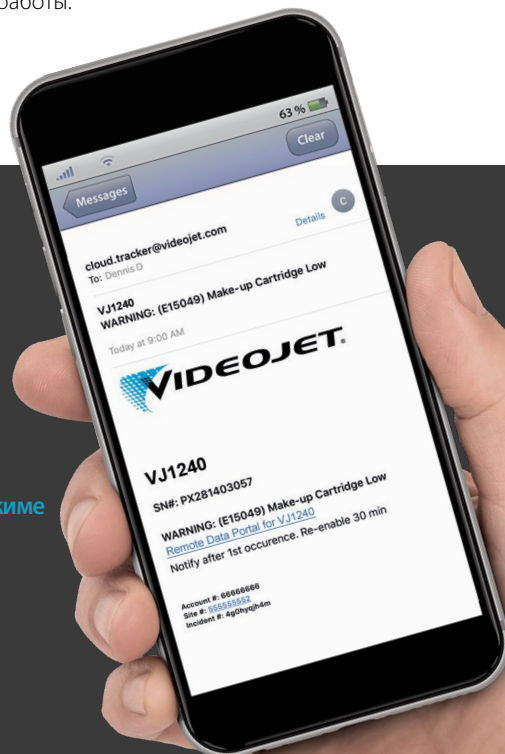 работы.
63 %
Messages
Clear
cloud.tracker@videojet.com
To: Dennis D
Details
C
VJ1240
WARNING: (E15049) Make-up Cartridge Low
Today at 9:00 AM
VIDEOJET.
VJ1240
SN#: PX281403057
WARNING: (E15049) Make-up Cartridge Low
Remote Data Portal for VJ1240
Notify after 1st occurence. Re-enable 30 min
Account #: 66666666
Site #: 555555552
Incident #: 4g0hyqjh4m
жиме